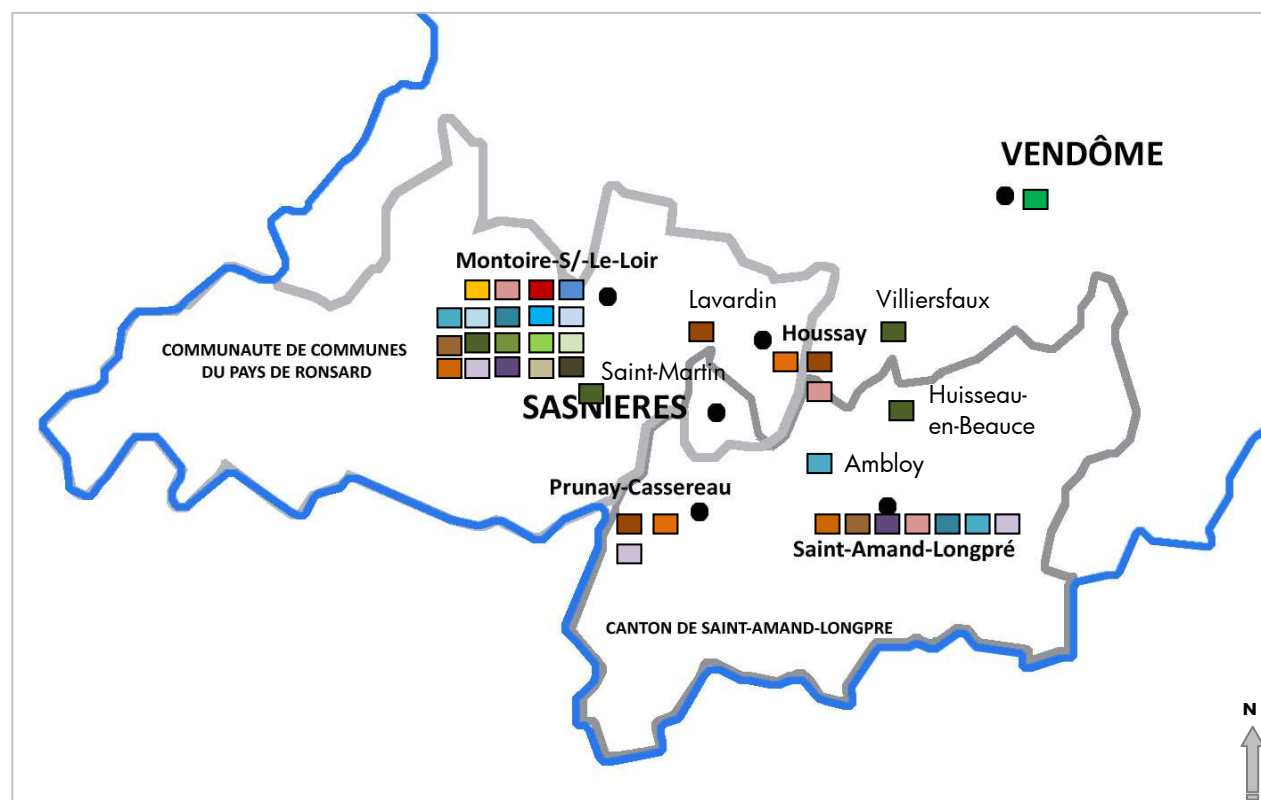 VENDÔME
Montoire-S/-Le-Loir
Lavardin
Villiersfaux
Houssay
COMMUNAUTE DE COMMUNES
DU PAYS DE RONSARD
Saint-Martin
SASNIERES
Huisseau-
en-Beauce
Ambloy
Prunay-Cassereau
Saint-Amand-Longpré
CANTON DE SAINT-AMAND-LONGPRE
N